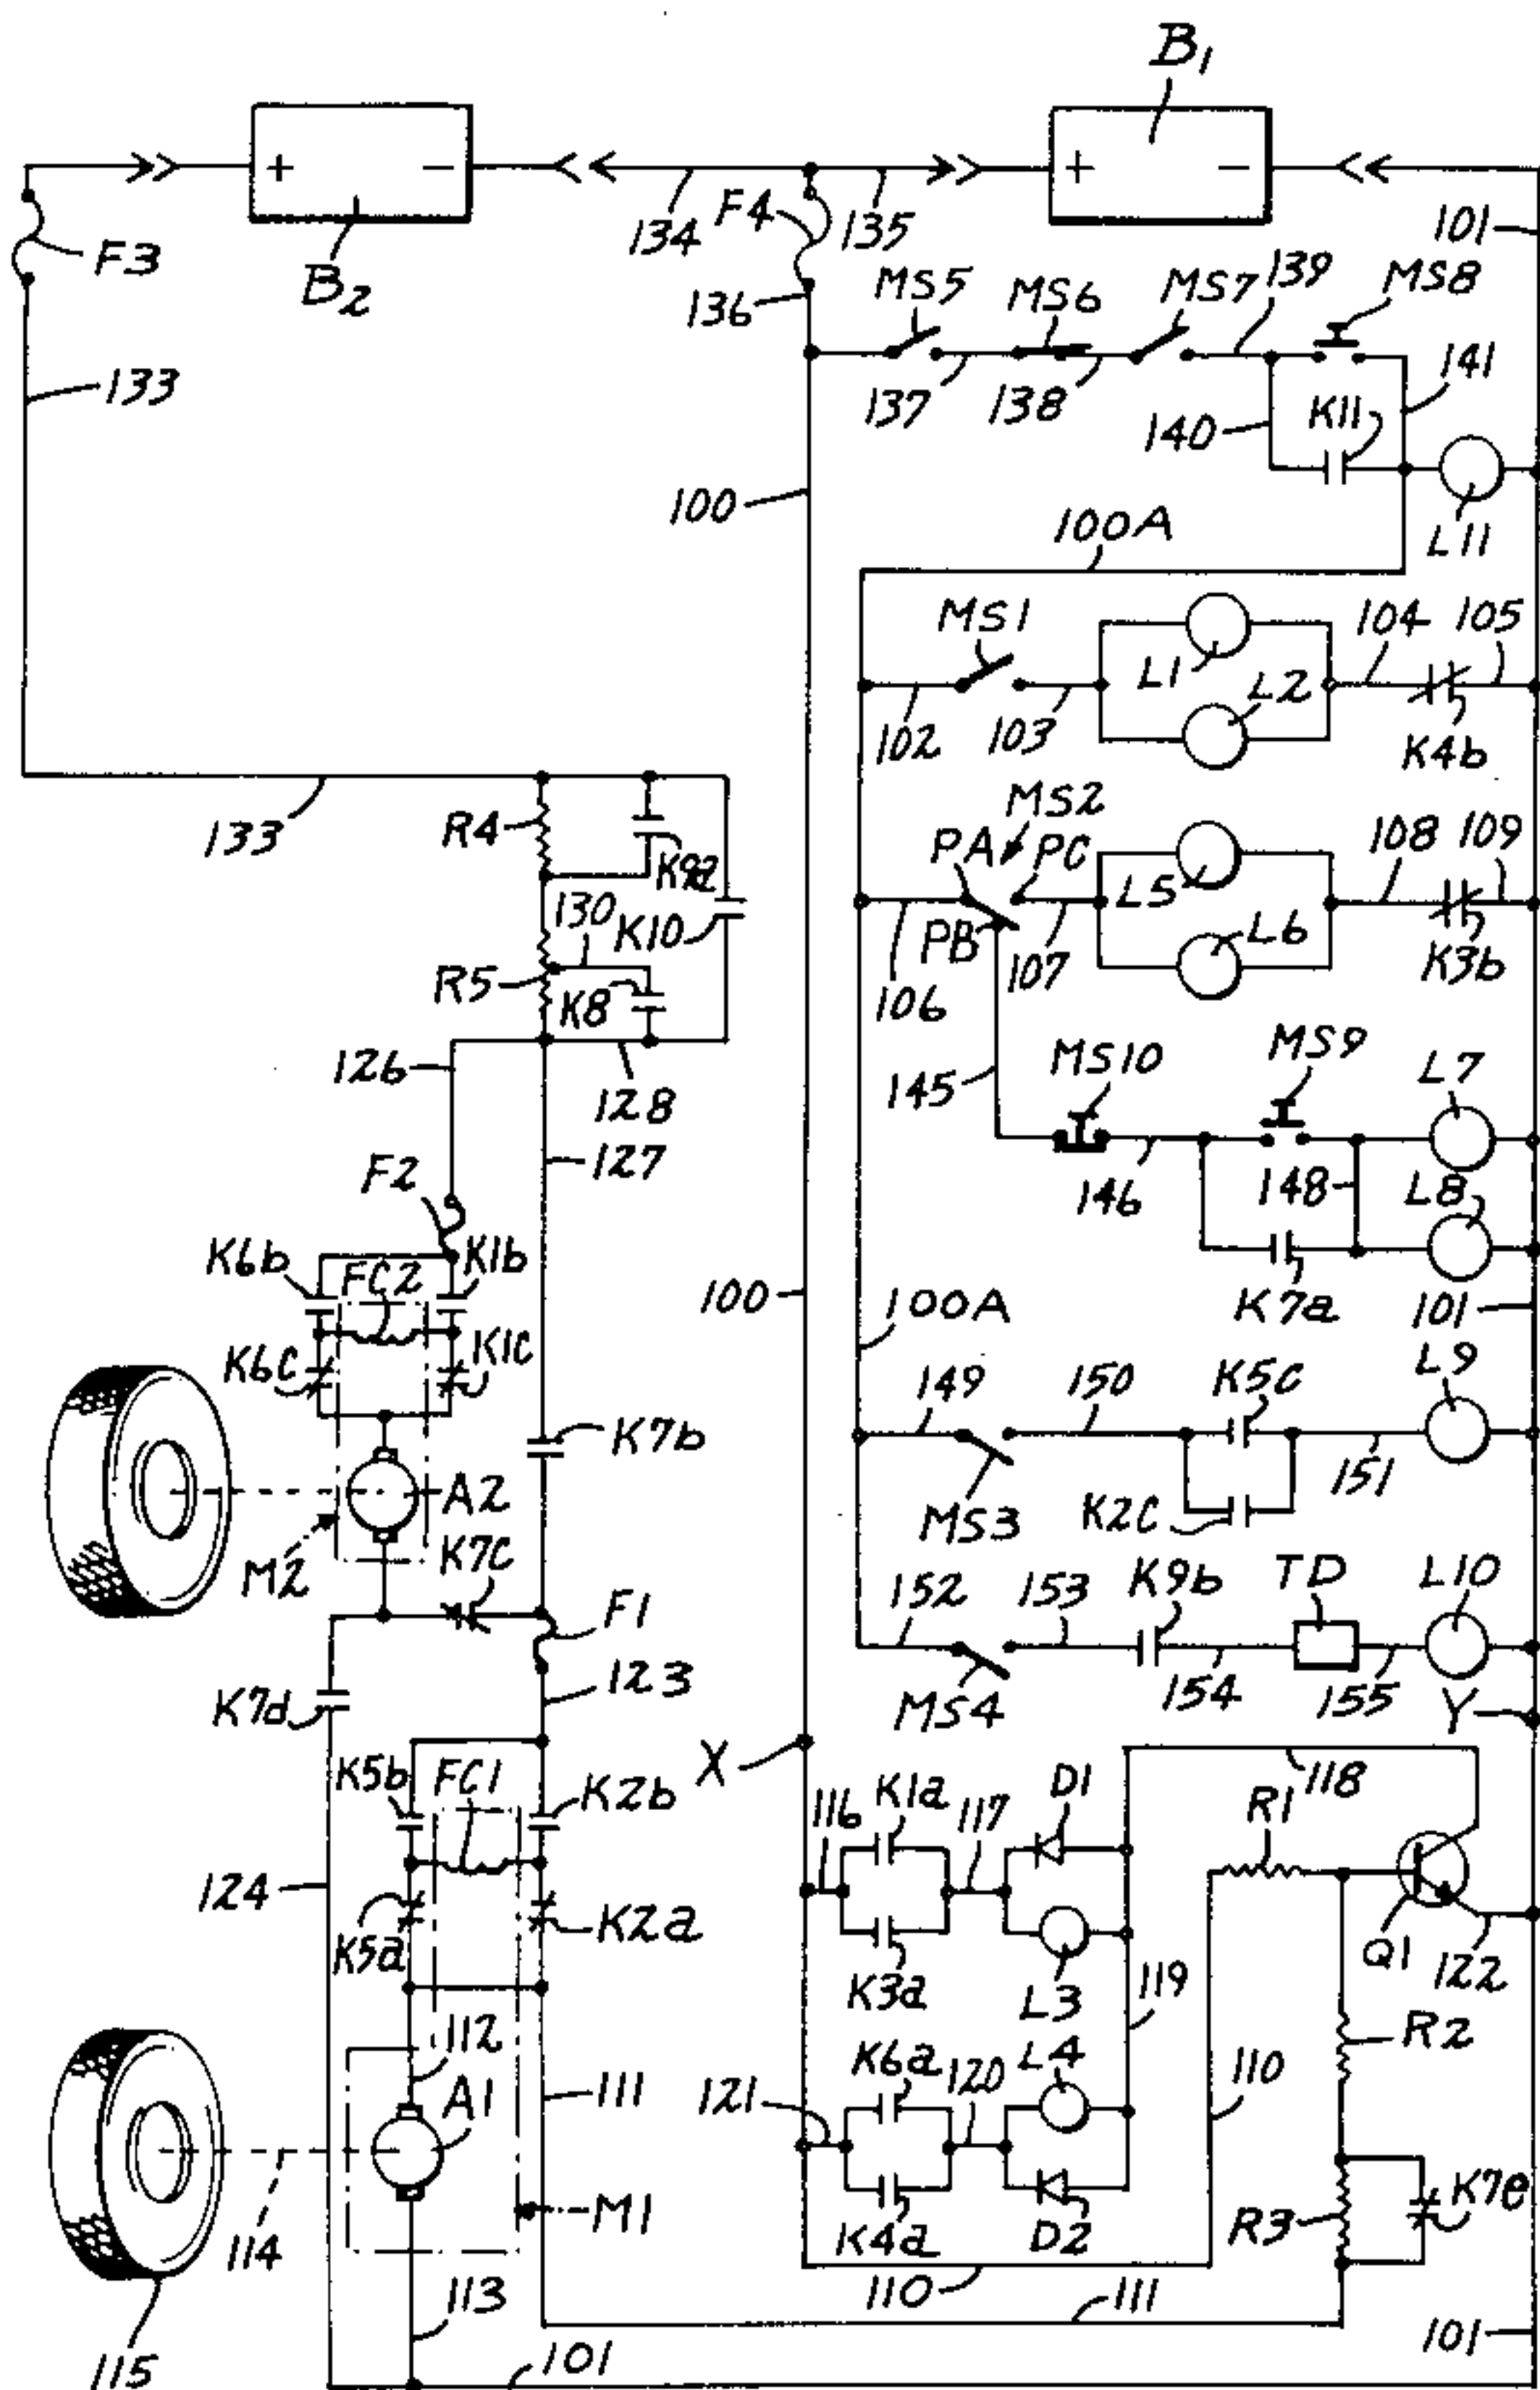 B1
+ −
+ −
F3
B2
134
F4
135
101
136
MS5
MS6
MS7
139
MS8
133
137
138
140
K11
141
100
100A
L11
MS1
L1
104
105
102
103
L2
K4b
133
R4
K9a
MS2
PA
PC
L5
108
109
130
K10
PB
L6
R5
K8
106
107
K3b
126
128
145
MS10
MS9
L7
127
F2
146
148
L8
K6b
FC2
K1b
100
100A
K7a
101
K6c
K1c
149
150
K5c
L9
K7b
A2
MS3
K2c
151
M2
K7c
F1
152
153
K9b
TD
L10
123
K7d
MS4
154
155
Y
X
118
K5b
FC1
K2b
116
K1a
117
D1
R1
124
K5a
K2a
K3a
L3
119
Q1
122
112
R2
K6a
120
L4
121
110
A1
111
114
M1
K4a
D2
R3
K7e
113
110
111
115
101
101